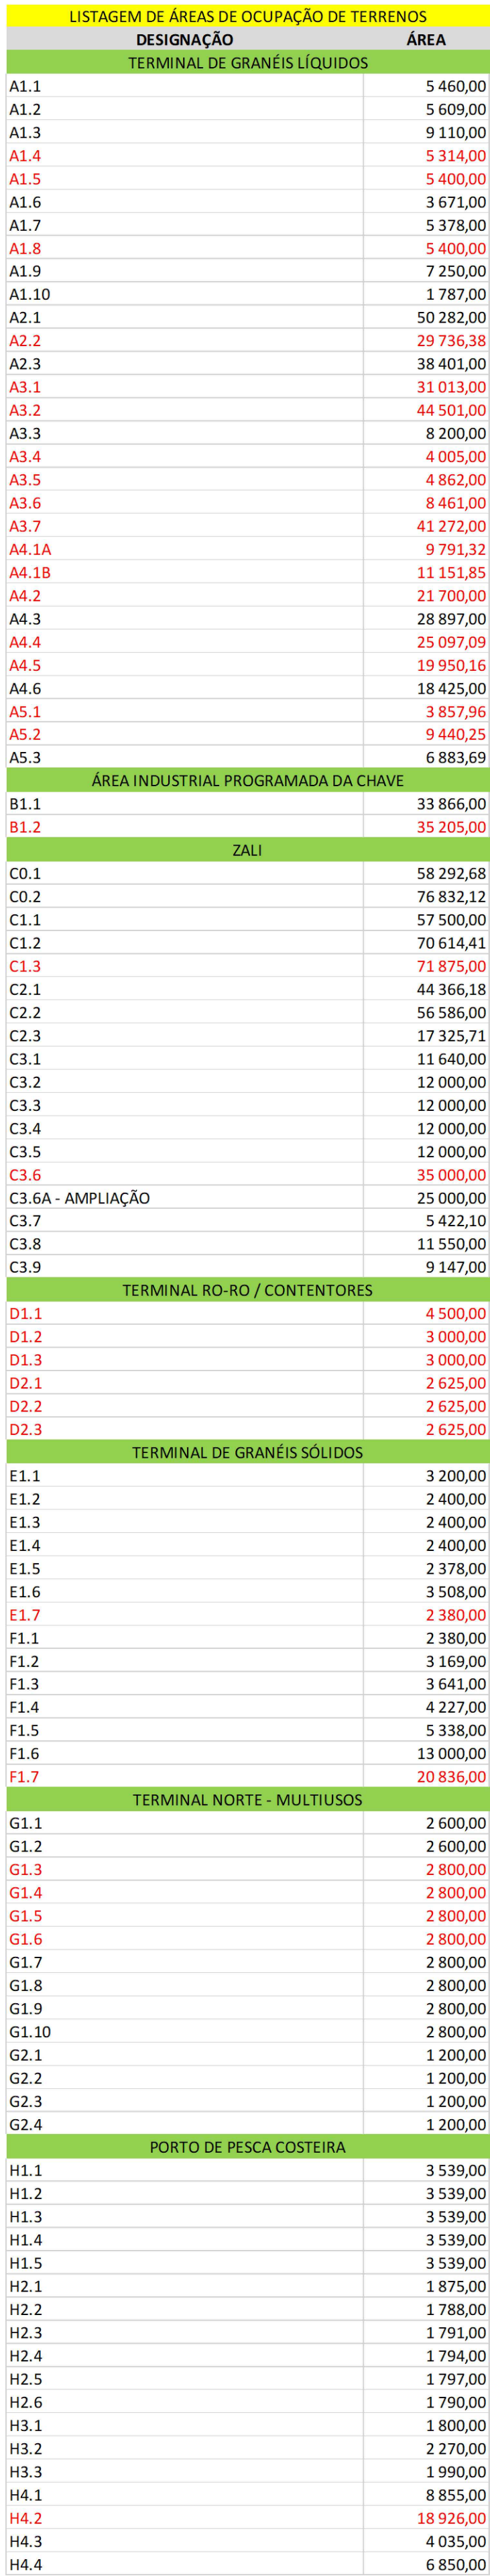 LISTAGEM DE ÁREAS DE OCUPAÇÃO DE TERRENOS
DESIGNAÇÃO ÁREA
TERMINAL DE GRANÉIS LÍQUIDOS
A1.1 5 460,00
A1.2 5 609,00
A1.3 9 110,00
A1.4 5 314,00
A1.5 5 400,00
A1.6 3 671,00
A1.7 5 378,00
A1.8 5 400,00
A1.9 7 250,00
A1.10 1 787,00
A2.1 50 282,00
A2.2 29 736,38
A2.3 38 401,00
A3.1 31 013,00
A3.2 44 501,00
A3.3 8 200,00
A3.4 4 005,00
A3.5 4 862,00
A3.6 8 461,00
A3.7 41 272,00
A4.1A 9 791,32
A4.1B 11 151,85
A4.2 21 700,00
A4.3 28 897,00
A4.4 25 097,09
A4.5 19 950,16
A4.6 18 425,00
A5.1 3 857,96
A5.2 9 440,25
A5.3 6 883,69
ÁREA INDUSTRIAL PROGRAMADA DA CHAVE
B1.1 33 866,00
B1.2 35 205,00
ZALI
C0.1 58 292,68
C0.2 76 832,12
C1.1 57 500,00
C1.2 70 614,41
C1.3 71 875,00
C2.1 44 366,18
C2.2 56 586,00
C2.3 17 325,71
C3.1 11 640,00
C3.2 12 000,00
C3.3 12 000,00
C3.4 12 000,00
C3.5 12 000,00
C3.6 35 000,00
C3.6A - AMPLIAÇÃO 25 000,00
C3.7 5 422,10
C3.8 11 550,00
C3.9 9 147,00
TERMINAL RO-RO / CONTENTORES
D1.1 4 500,00
D1.2 3 000,00
D1.3 3 000,00
D2.1 2 625,00
D2.2 2 625,00
D2.3 2 625,00
TERMINAL DE GRANÉIS SÓLIDOS
E1.1 3 200,00
E1.2 2 400,00
E1.3 2 400,00
E1.4 2 400,00
E1.5 2 378,00
E1.6 3 508,00
E1.7 2 380,00
F1.1 2 380,00
F1.2 3 169,00
F1.3 3 641,00
F1.4 4 227,00
F1.5 5 338,00
F1.6 13 000,00
F1.7 20 836,00
TERMINAL NORTE - MULTIUSOS
G1.1 2 600,00
G1.2 2 600,00
G1.3 2 800,00
G1.4 2 800,00
G1.5 2 800,00
G1.6 2 800,00
G1.7 2 800,00
G1.8 2 800,00
G1.9 2 800,00
G1.10 2 800,00
G2.1 1 200,00
G2.2 1 200,00
G2.3 1 200,00
G2.4 1 200,00
PORTO DE PESCA COSTEIRA
H1.1 3 539,00
H1.2 3 539,00
H1.3 3 539,00
H1.4 3 539,00
H1.5 3 539,00
H2.1 1 875,00
H2.2 1 788,00
H2.3 1 791,00
H2.4 1 794,00
H2.5 1 797,00
H2.6 1 790,00
H3.1 1 800,00
H3.2 2 270,00
H3.3 1 990,00
H4.1 8 855,00
H4.2 18 926,00
H4.3 4 035,00
H4.4 6 850,00